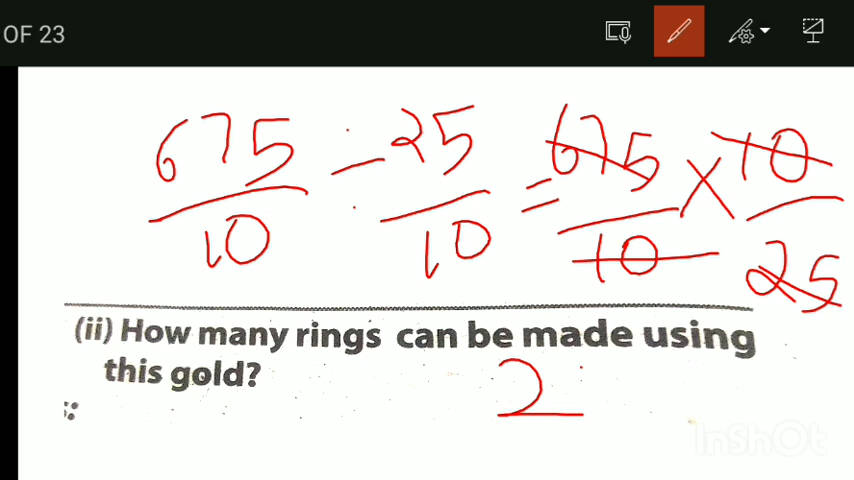 OF 23
675/10 ÷ 25/10 = 675/10 × 10/25
(ii) How many rings can be made using
this gold?
2
InShOt